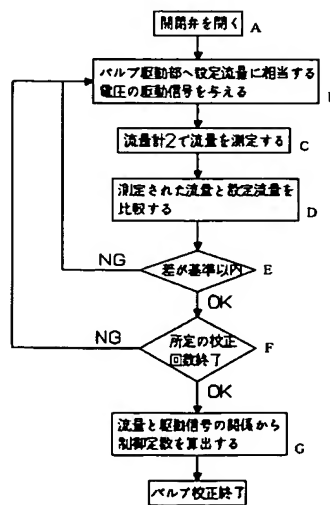 開閉弁を開く A
バルブ駆動部へ設定流量に相当する
電圧の駆動信号を与える
流量計2で流量を測定する C
測定された流量と設定流量を
比較する D
NG 差が基準以内 E
OK
NG 所定の校正
回数終了 F
OK
流量と駆動信号の関係から
制御定数を算出する G
バルブ校正終了